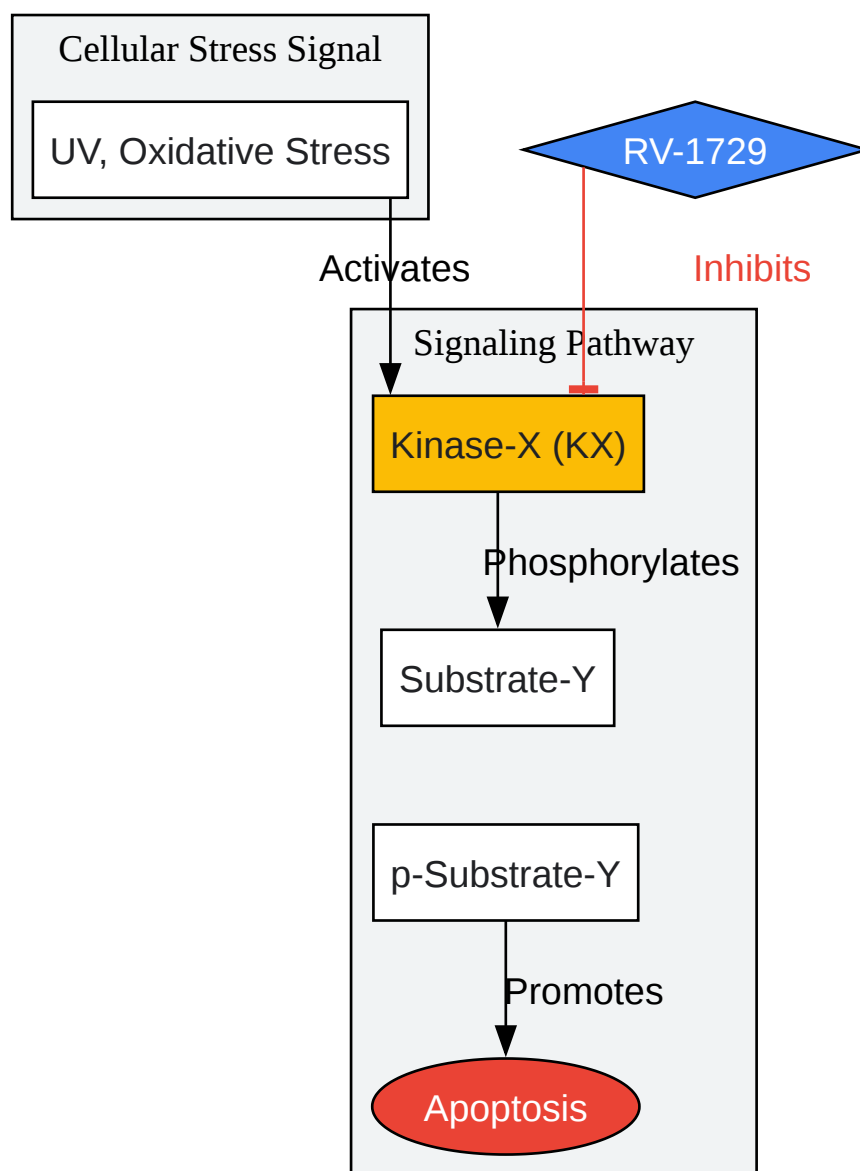 Cellular Stress Signal
UV, Oxidative Stress
RV-1729
Activates
Inhibits
Signaling Pathway
Kinase-X (KX)
Phosphorylates
Substrate-Y
p-Substrate-Y
Promotes
Apoptosis